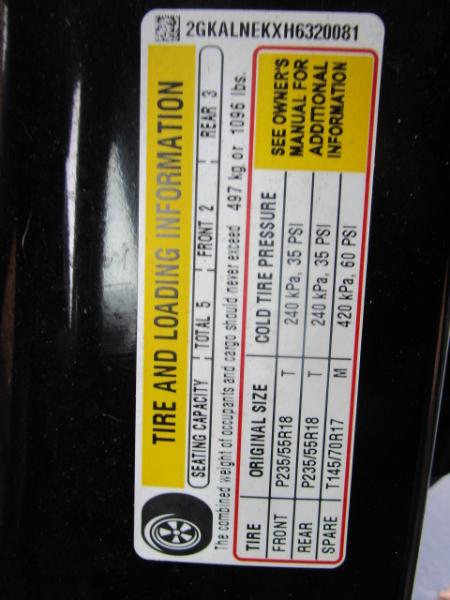 2GKALNEKXH6320081
TIRE AND LOADING INFORMATION
SEATING CAPACITY TOTAL 5 FRONT 2 REAR 3
The combined weight of occupants and cargo should never exceed 497 kg or 1096 lbs.
TIRE ORIGINAL SIZE COLD TIRE PRESSURE
FRONT P235/55R18 T 240 kPa, 35 PSI
REAR P235/55R18 T 240 kPa, 35 PSI
SPARE T145/70R17 M 420 kPa, 60 PSI
SEE OWNER'S
MANUAL FOR
ADDITIONAL
INFORMATION